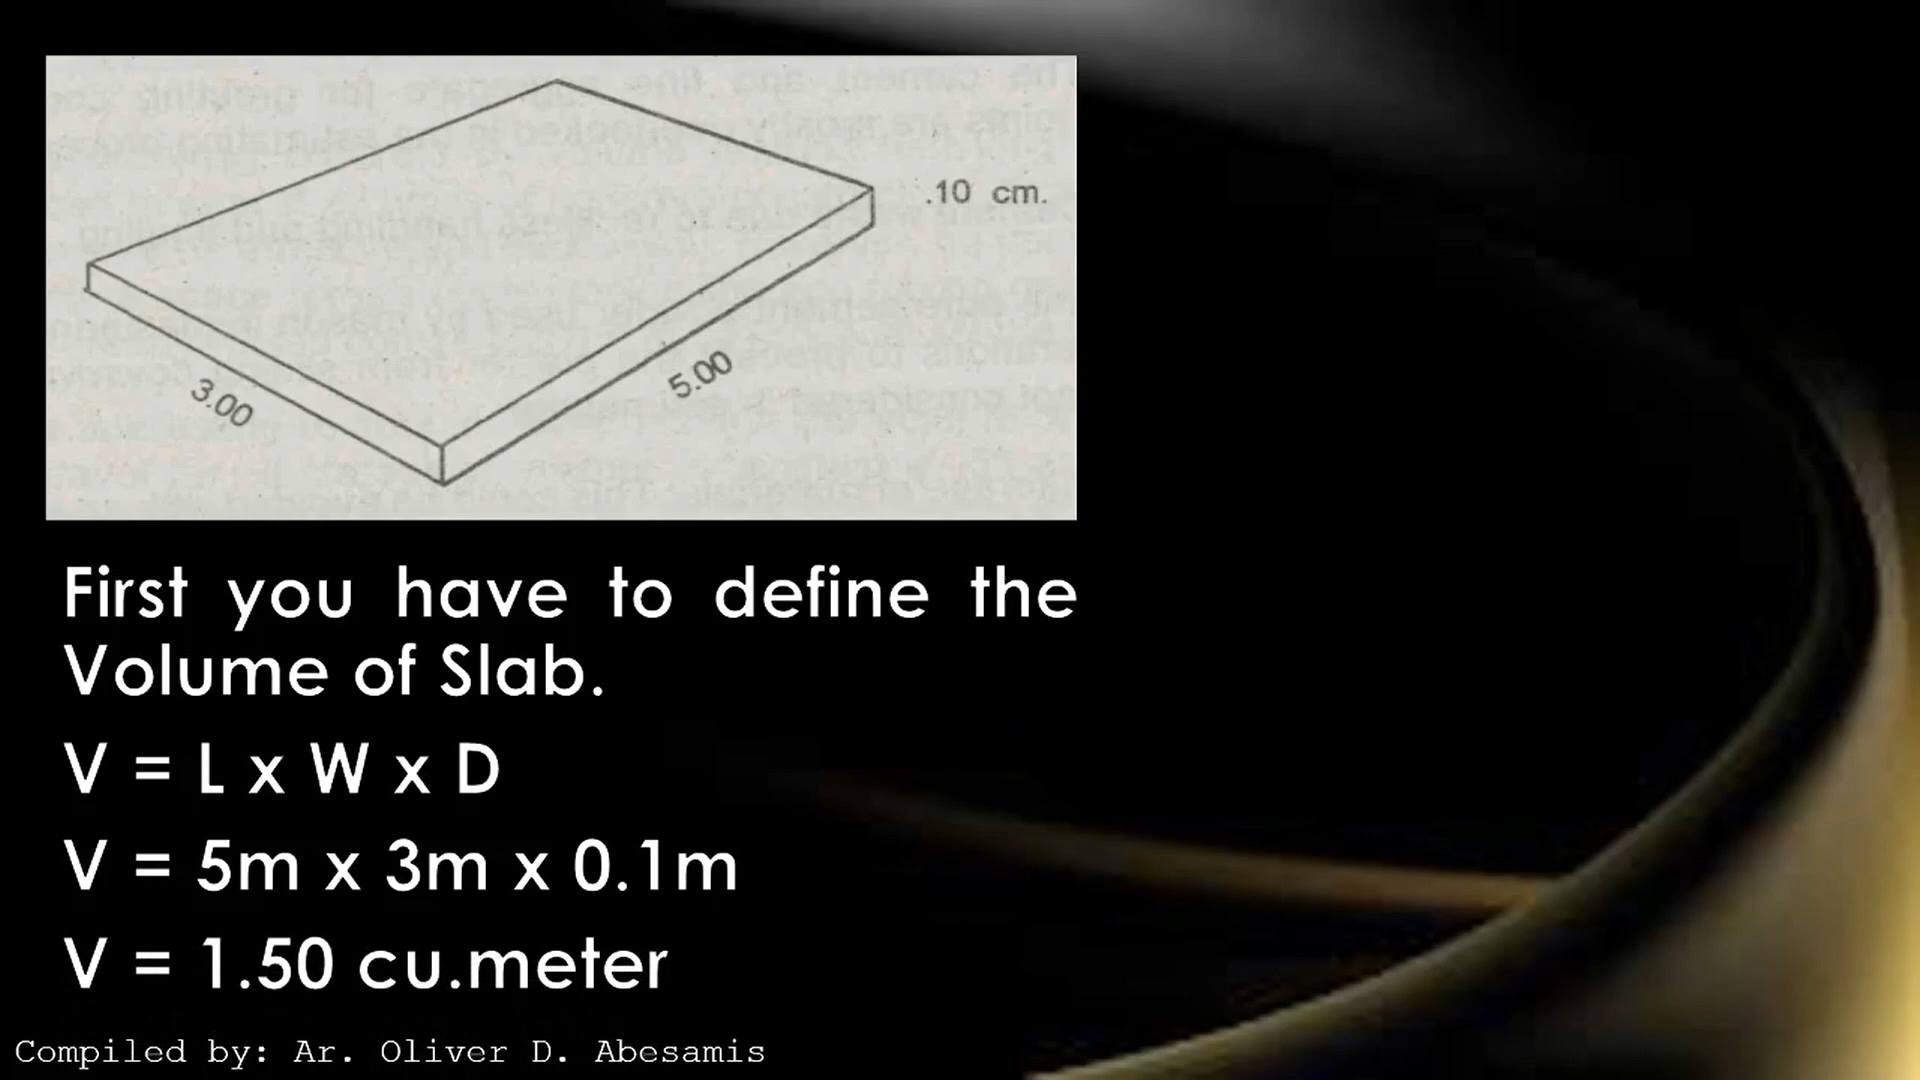 .10 cm.
3.00
5.00
First you have to define the
Volume of Slab.
V = L x W x D
V = 5m x 3m x 0.1m
V = 1.50 cu.meter
Compiled by: Ar. Oliver D. Abesamis